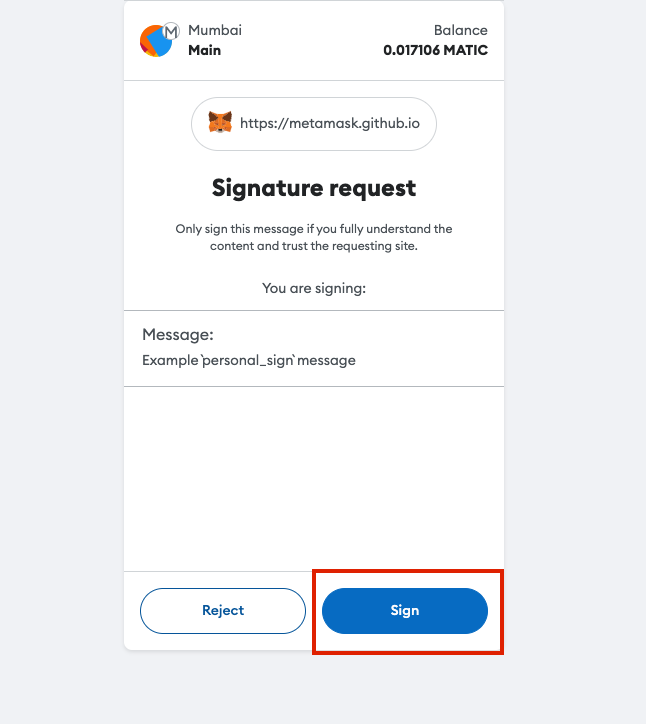 Mumbai
Main
Balance
0.017106 MATIC
M
https://metamask.github.io
Signature request
Only sign this message if you fully understand the
content and trust the requesting site.
You are signing:
Message:
Example `personal_sign` message
Reject
Sign